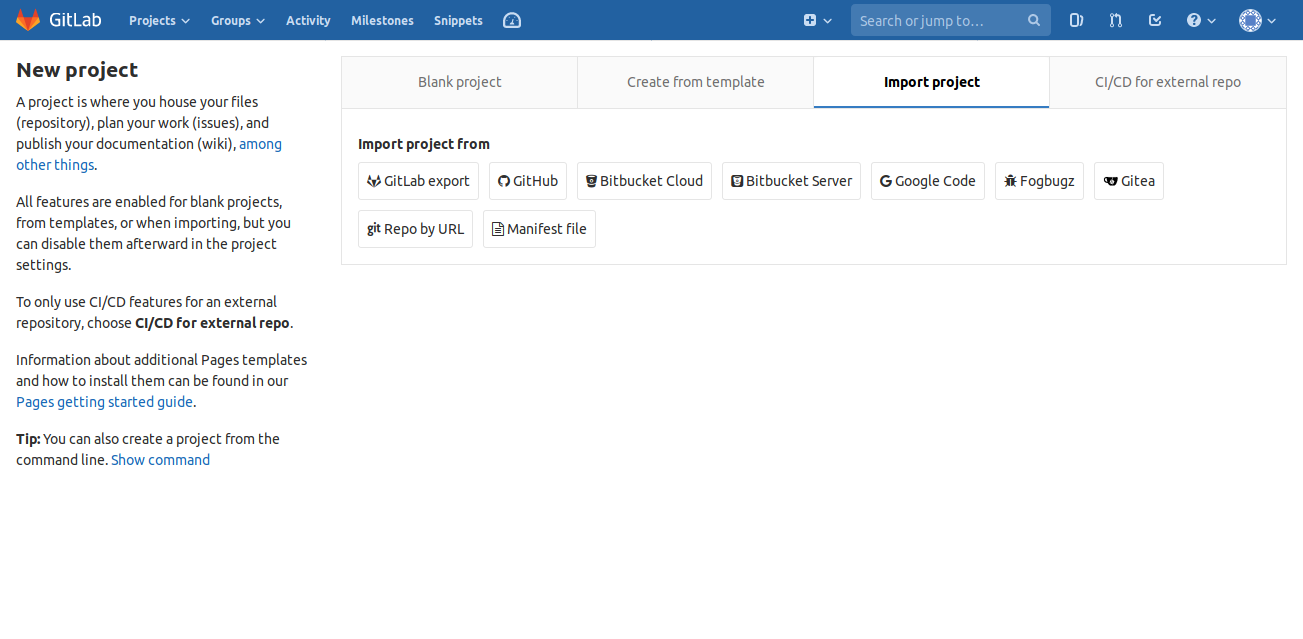 GitLab Projects Groups Activity Milestones Snippets Search or jump to...
New project
A project is where you house your files
(repository), plan your work (issues), and
publish your documentation (wiki), among
other things.
All features are enabled for blank projects,
from templates, or when importing, but you
can disable them afterward in the project
settings.
To only use CI/CD features for an external
repository, choose CI/CD for external repo.
Information about additional Pages templates
and how to install them can be found in our
Pages getting started guide.
Tip: You can also create a project from the
command line. Show command
Blank project Create from template Import project CI/CD for external repo
Import project from
GitLab export GitHub Bitbucket Cloud Bitbucket Server Google Code Fogbugz Gitea
git Repo by URL Manifest file